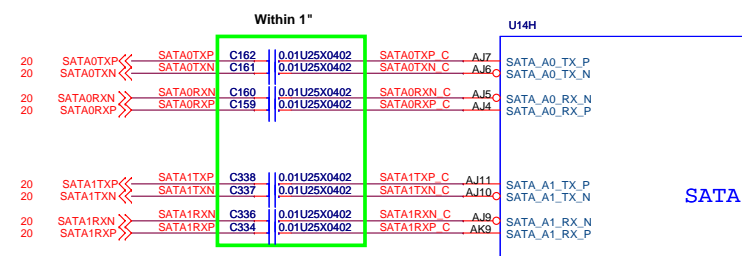 Within 1"
U14H
20 SATA0TXP SATA0TXP C162 0.01U25X0402 SATA0TXP_C AJ7 SATA_A0_TX_P
20 SATA0TXN SATA0TXN C161 0.01U25X0402 SATA0TXN_C AJ6 SATA_A0_TX_N
20 SATA0RXN SATA0RXN C160 0.01U25X0402 SATA0RXN_C AJ5 SATA_A0_RX_N
20 SATA0RXP SATA0RXP C159 0.01U25X0402 SATA0RXP_C AJ4 SATA_A0_RX_P
20 SATA1TXP SATA1TXP C338 0.01U25X0402 SATA1TXP_C AJ11 SATA_A1_TX_P
20 SATA1TXN SATA1TXN C337 0.01U25X0402 SATA1TXN_C AJ10 SATA_A1_TX_N
SATA
20 SATA1RXN SATA1RXN C336 0.01U25X0402 SATA1RXN_C AJ9 SATA_A1_RX_N
20 SATA1RXP SATA1RXP C334 0.01U25X0402 SATA1RXP_C AK9 SATA_A1_RX_P